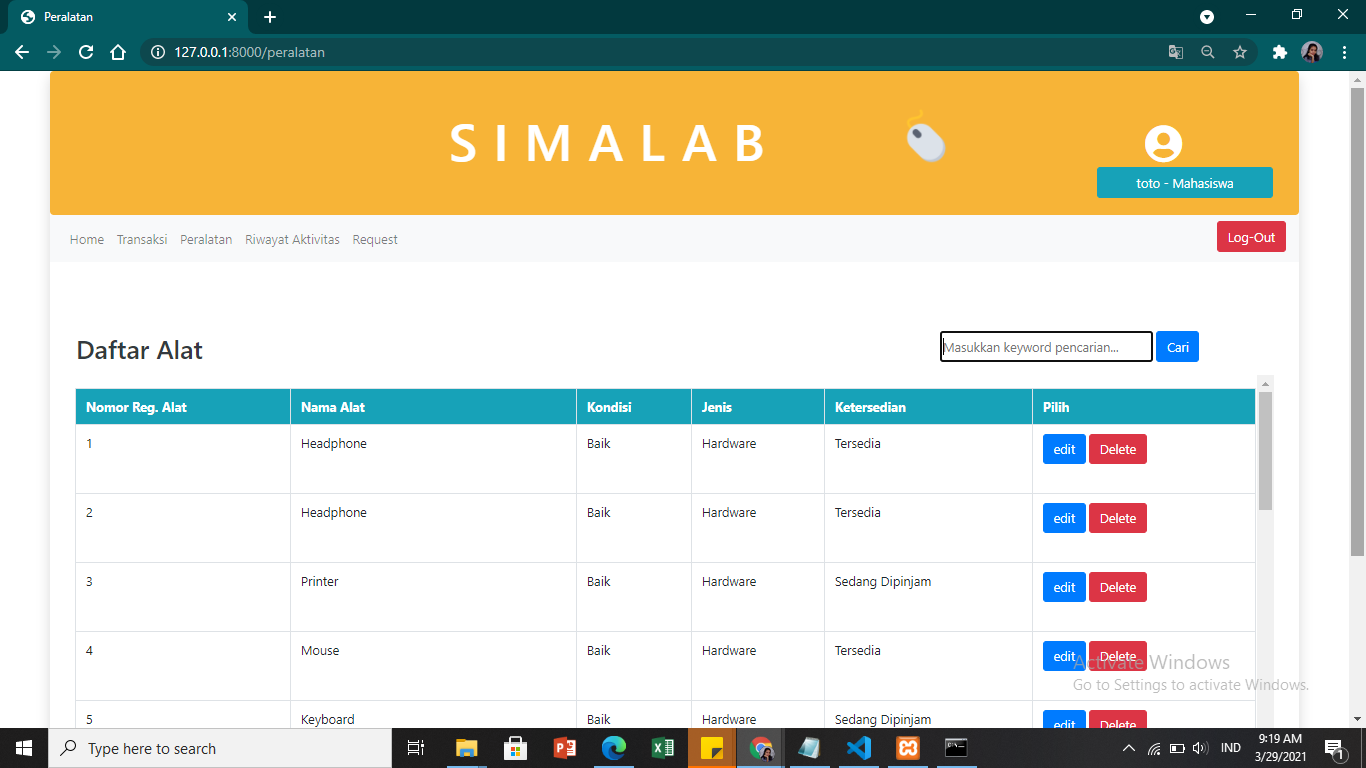 Peralatan
127.0.0.1:8000/peralatan
SIMALAB
toto - Mahasiswa
Home Transaksi Peralatan Riwayat Aktivitas Request Log-Out
Daftar Alat
Masukkan keyword pencarian... Cari
Nomor Reg. Alat Nama Alat Kondisi Jenis Ketersedian Pilih
1 Headphone Baik Hardware Tersedia edit Delete
2 Headphone Baik Hardware Tersedia edit Delete
3 Printer Baik Hardware Sedang Dipinjam edit Delete
4 Mouse Baik Hardware Tersedia edit Delete
5 Keyboard Baik Hardware Sedang Dipinjam edit Delete
Activate Windows
Go to Settings to activate Windows.
Type here to search
IND
9:19 AM
3/29/2021
1